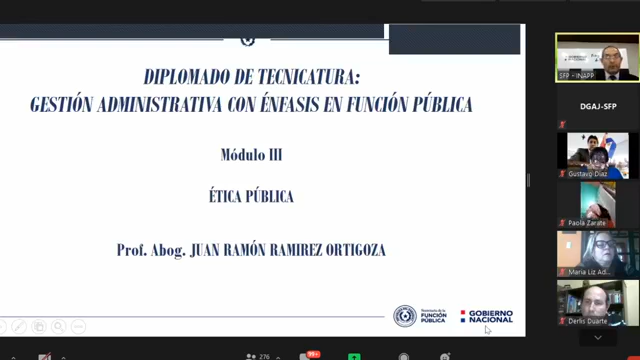 DIPLOMADO DE TECNICATURA:
GESTIÓN ADMINISTRATIVA CON ÉNFASIS EN FUNCIÓN PÚBLICA
Módulo III
ÉTICA PÚBLICA
Prof. Abog. JUAN RAMÓN RAMIREZ ORTIGOZA
FUNCIÓN
PÚBLICA
GOBIERNO
NACIONAL
SFP - INAPP
DGAJ-SFP
Gustavo Díaz
Paola Zarate
Maria Liz Ad...
Derlis Duarte
276
99+